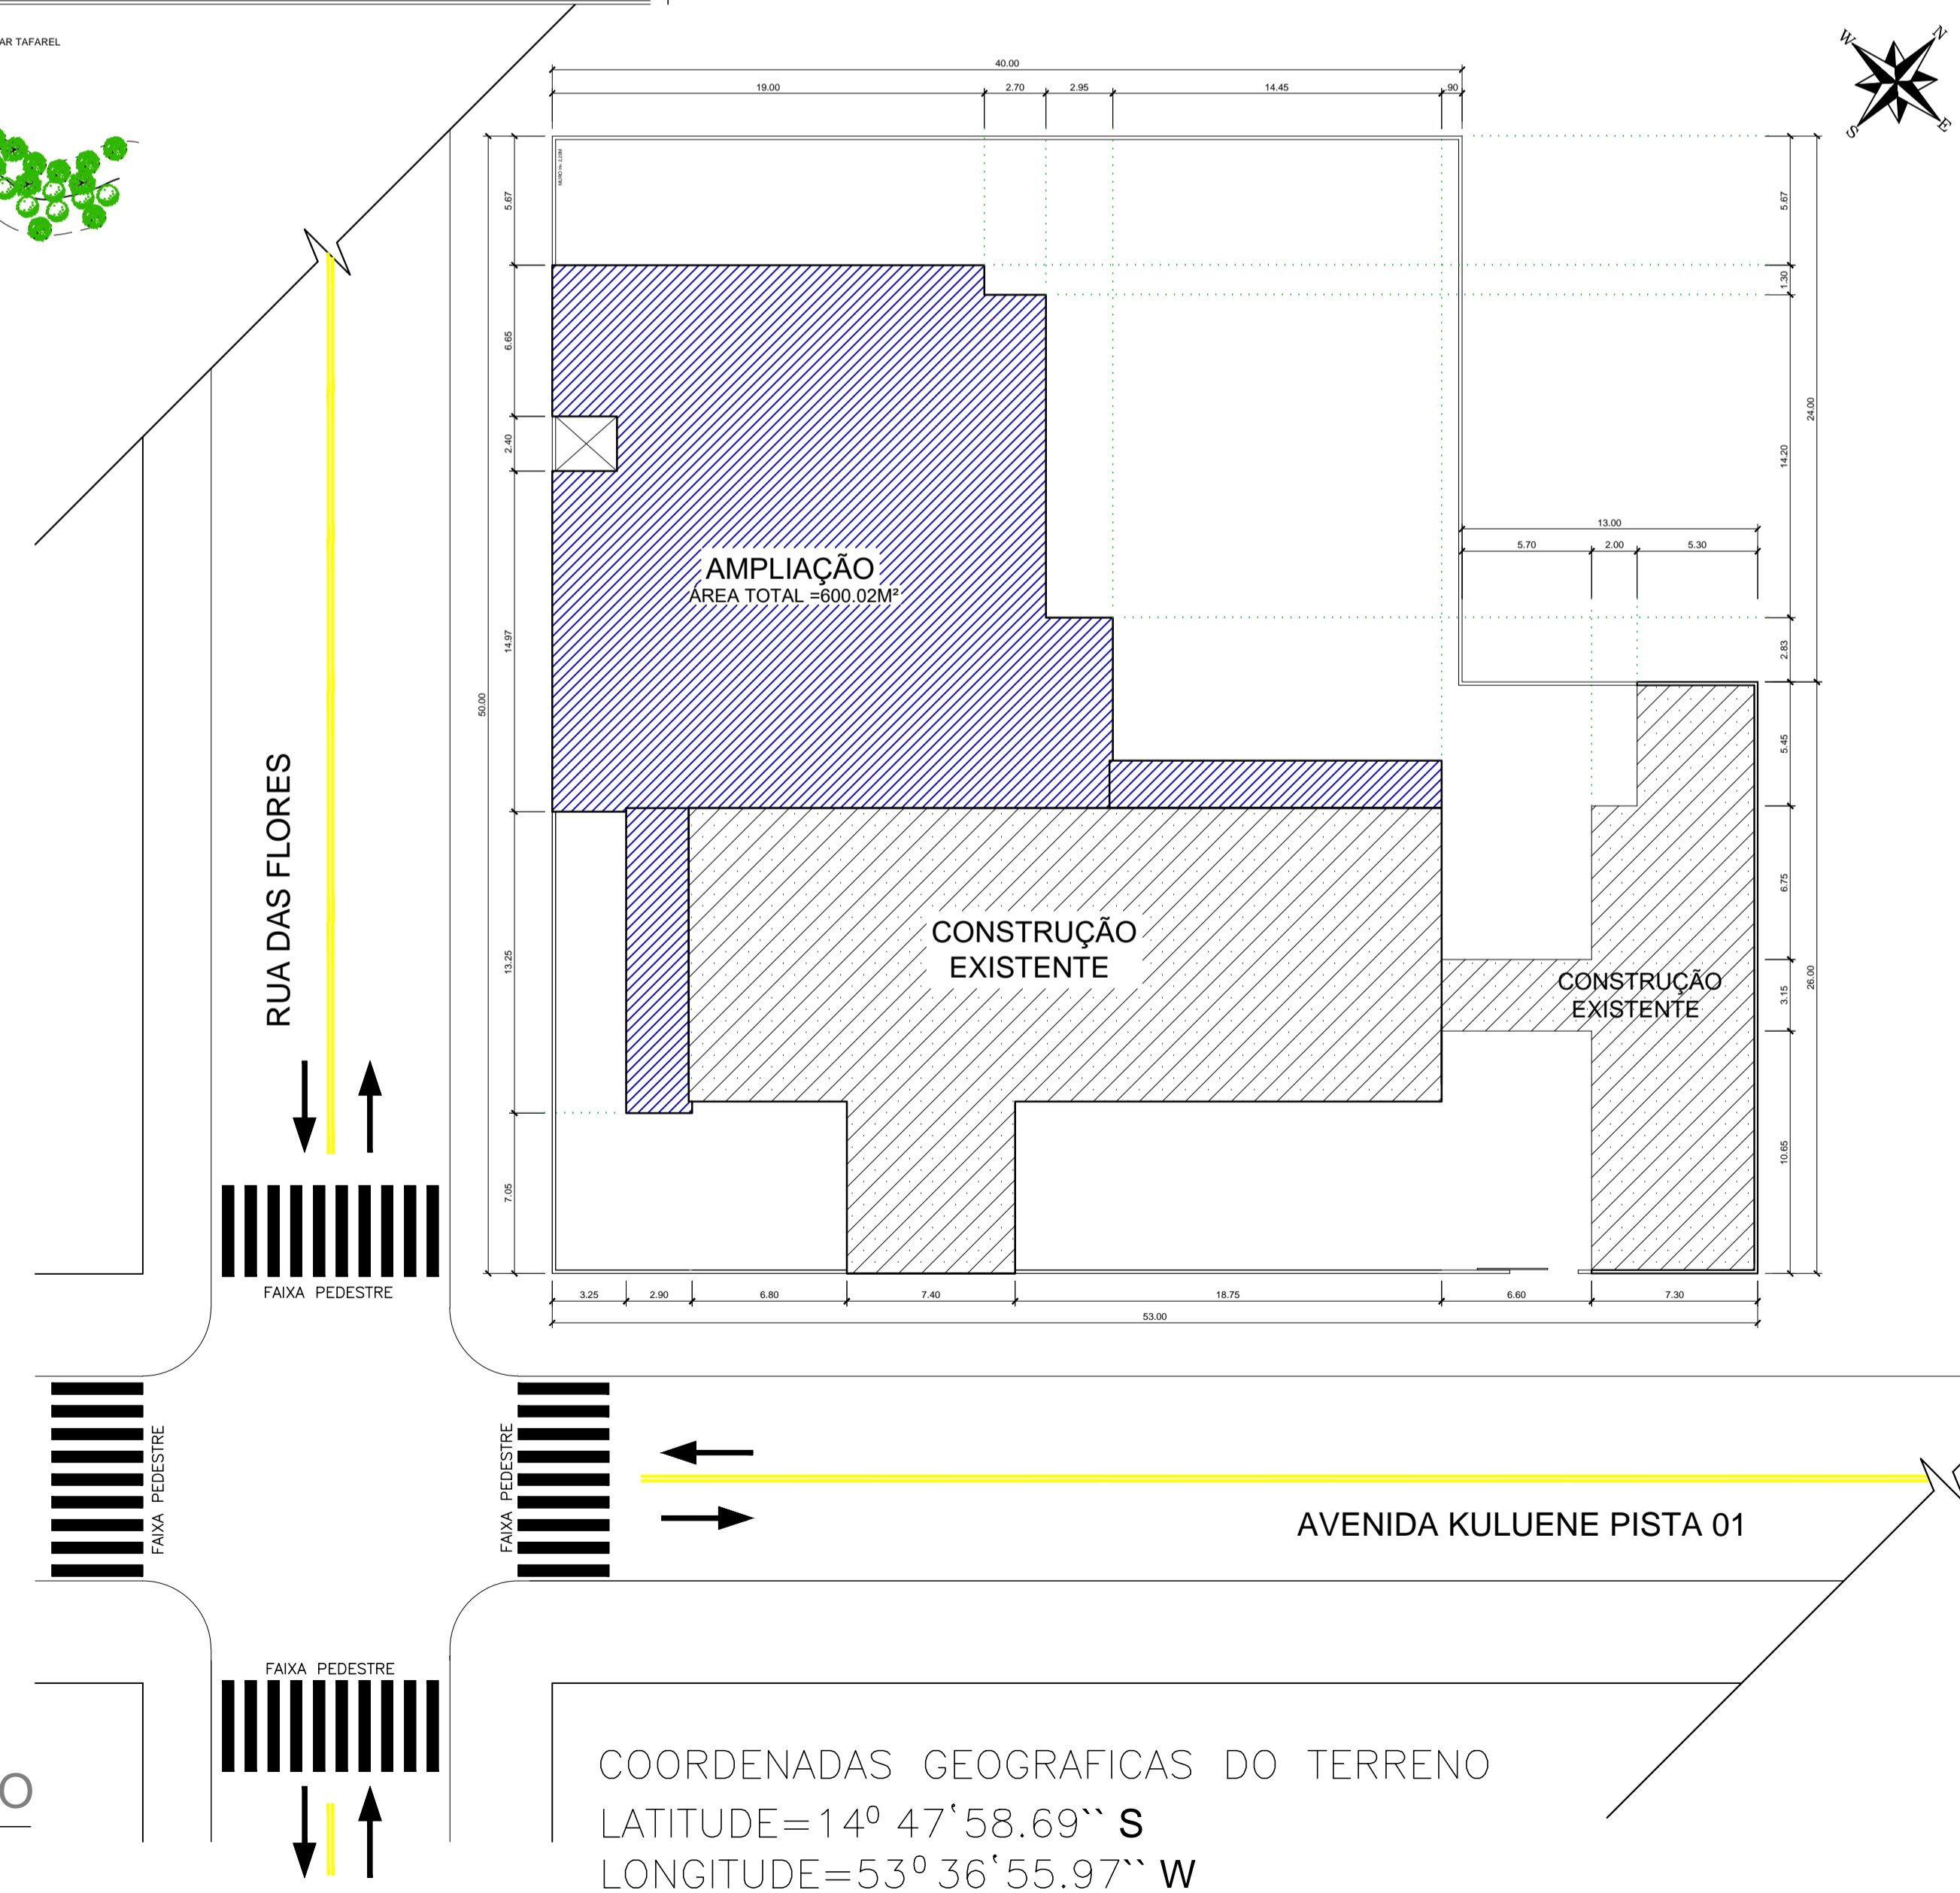 AR TAFAREL
W
N
S
E
40.00
19.00
2.70
2.95
14.45
.90
MURO H= 2,20M
5.67
6.65
2.40
14.97
13.25
7.05
50.00
5.67
1.30
14.20
2.83
24.00
13.00
5.70
2.00
5.30
5.45
6.75
3.15
10.65
26.00
AMPLIAÇÃO
ÁREA TOTAL =600.02M²
CONSTRUÇÃO
EXISTENTE
CONSTRUÇÃO
EXISTENTE
RUA DAS FLORES
3.25
2.90
6.80
7.40
18.75
6.60
7.30
53.00
FAIXA PEDESTRE
FAIXA PEDESTRE
FAIXA PEDESTRE
FAIXA PEDESTRE
AVENIDA KULUENE PISTA 01
O
COORDENADAS GEOGRAFICAS DO TERRENO
LATITUDE=14⁰ 47‘58.69`` S
LONGITUDE=53⁰ 36‘55.97`` W